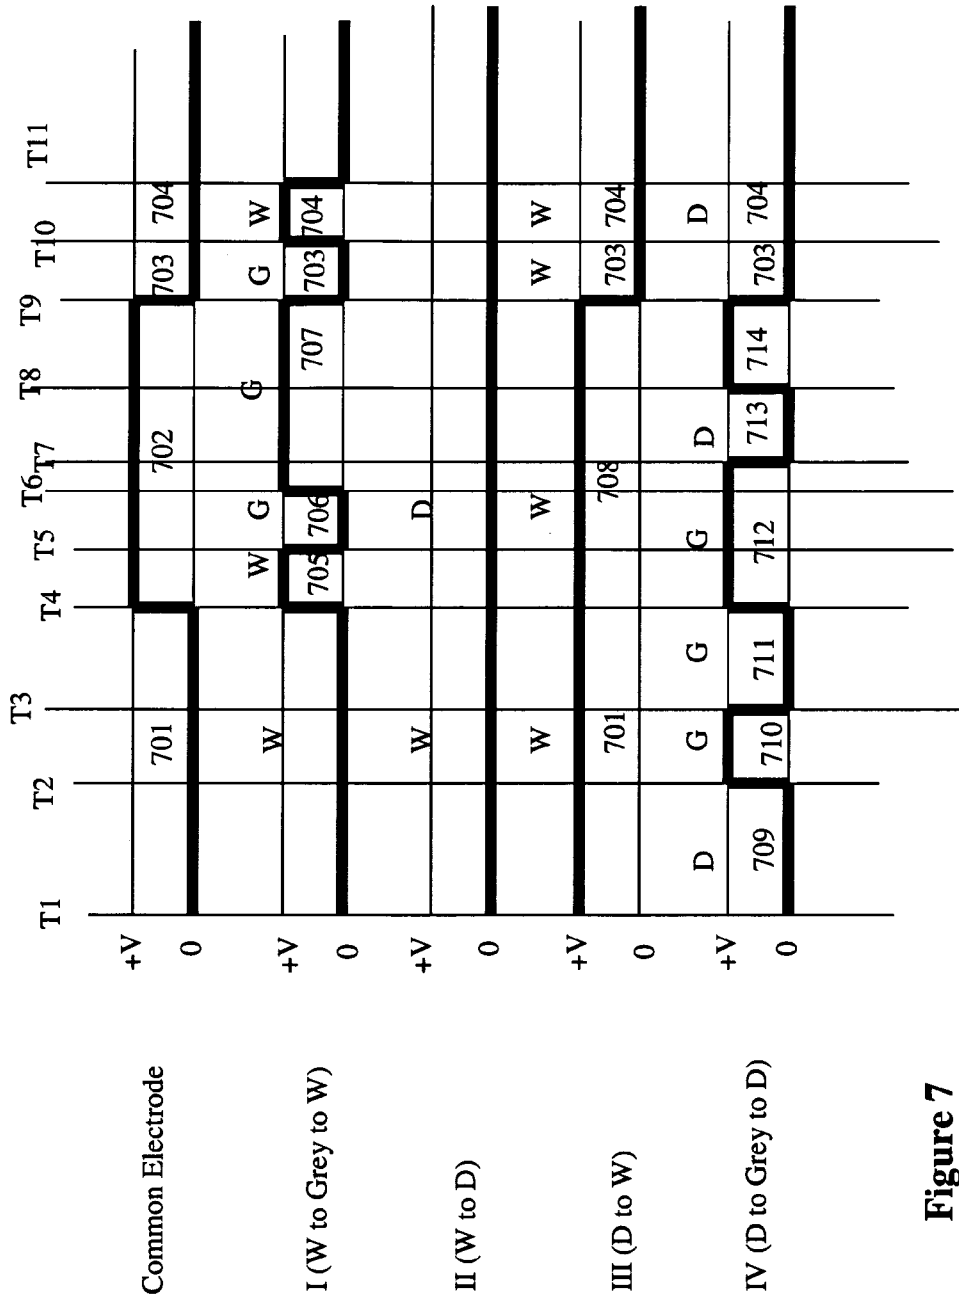 T1 T2 T3 T4 T5 T6 T7 T8 T9 T10 T11
Common Electrode
+V
0
701 702 703 704
I (W to Grey to W)
W W G G G W
+V
0
705 706 707 703 704
II (W to D)
W D
+V
0
III (D to W)
W W W W
+V
0
701 708 703 704
IV (D to Grey to D)
D G G G D D
+V
0
709 710 711 712 713 714 703 704
Figure 7